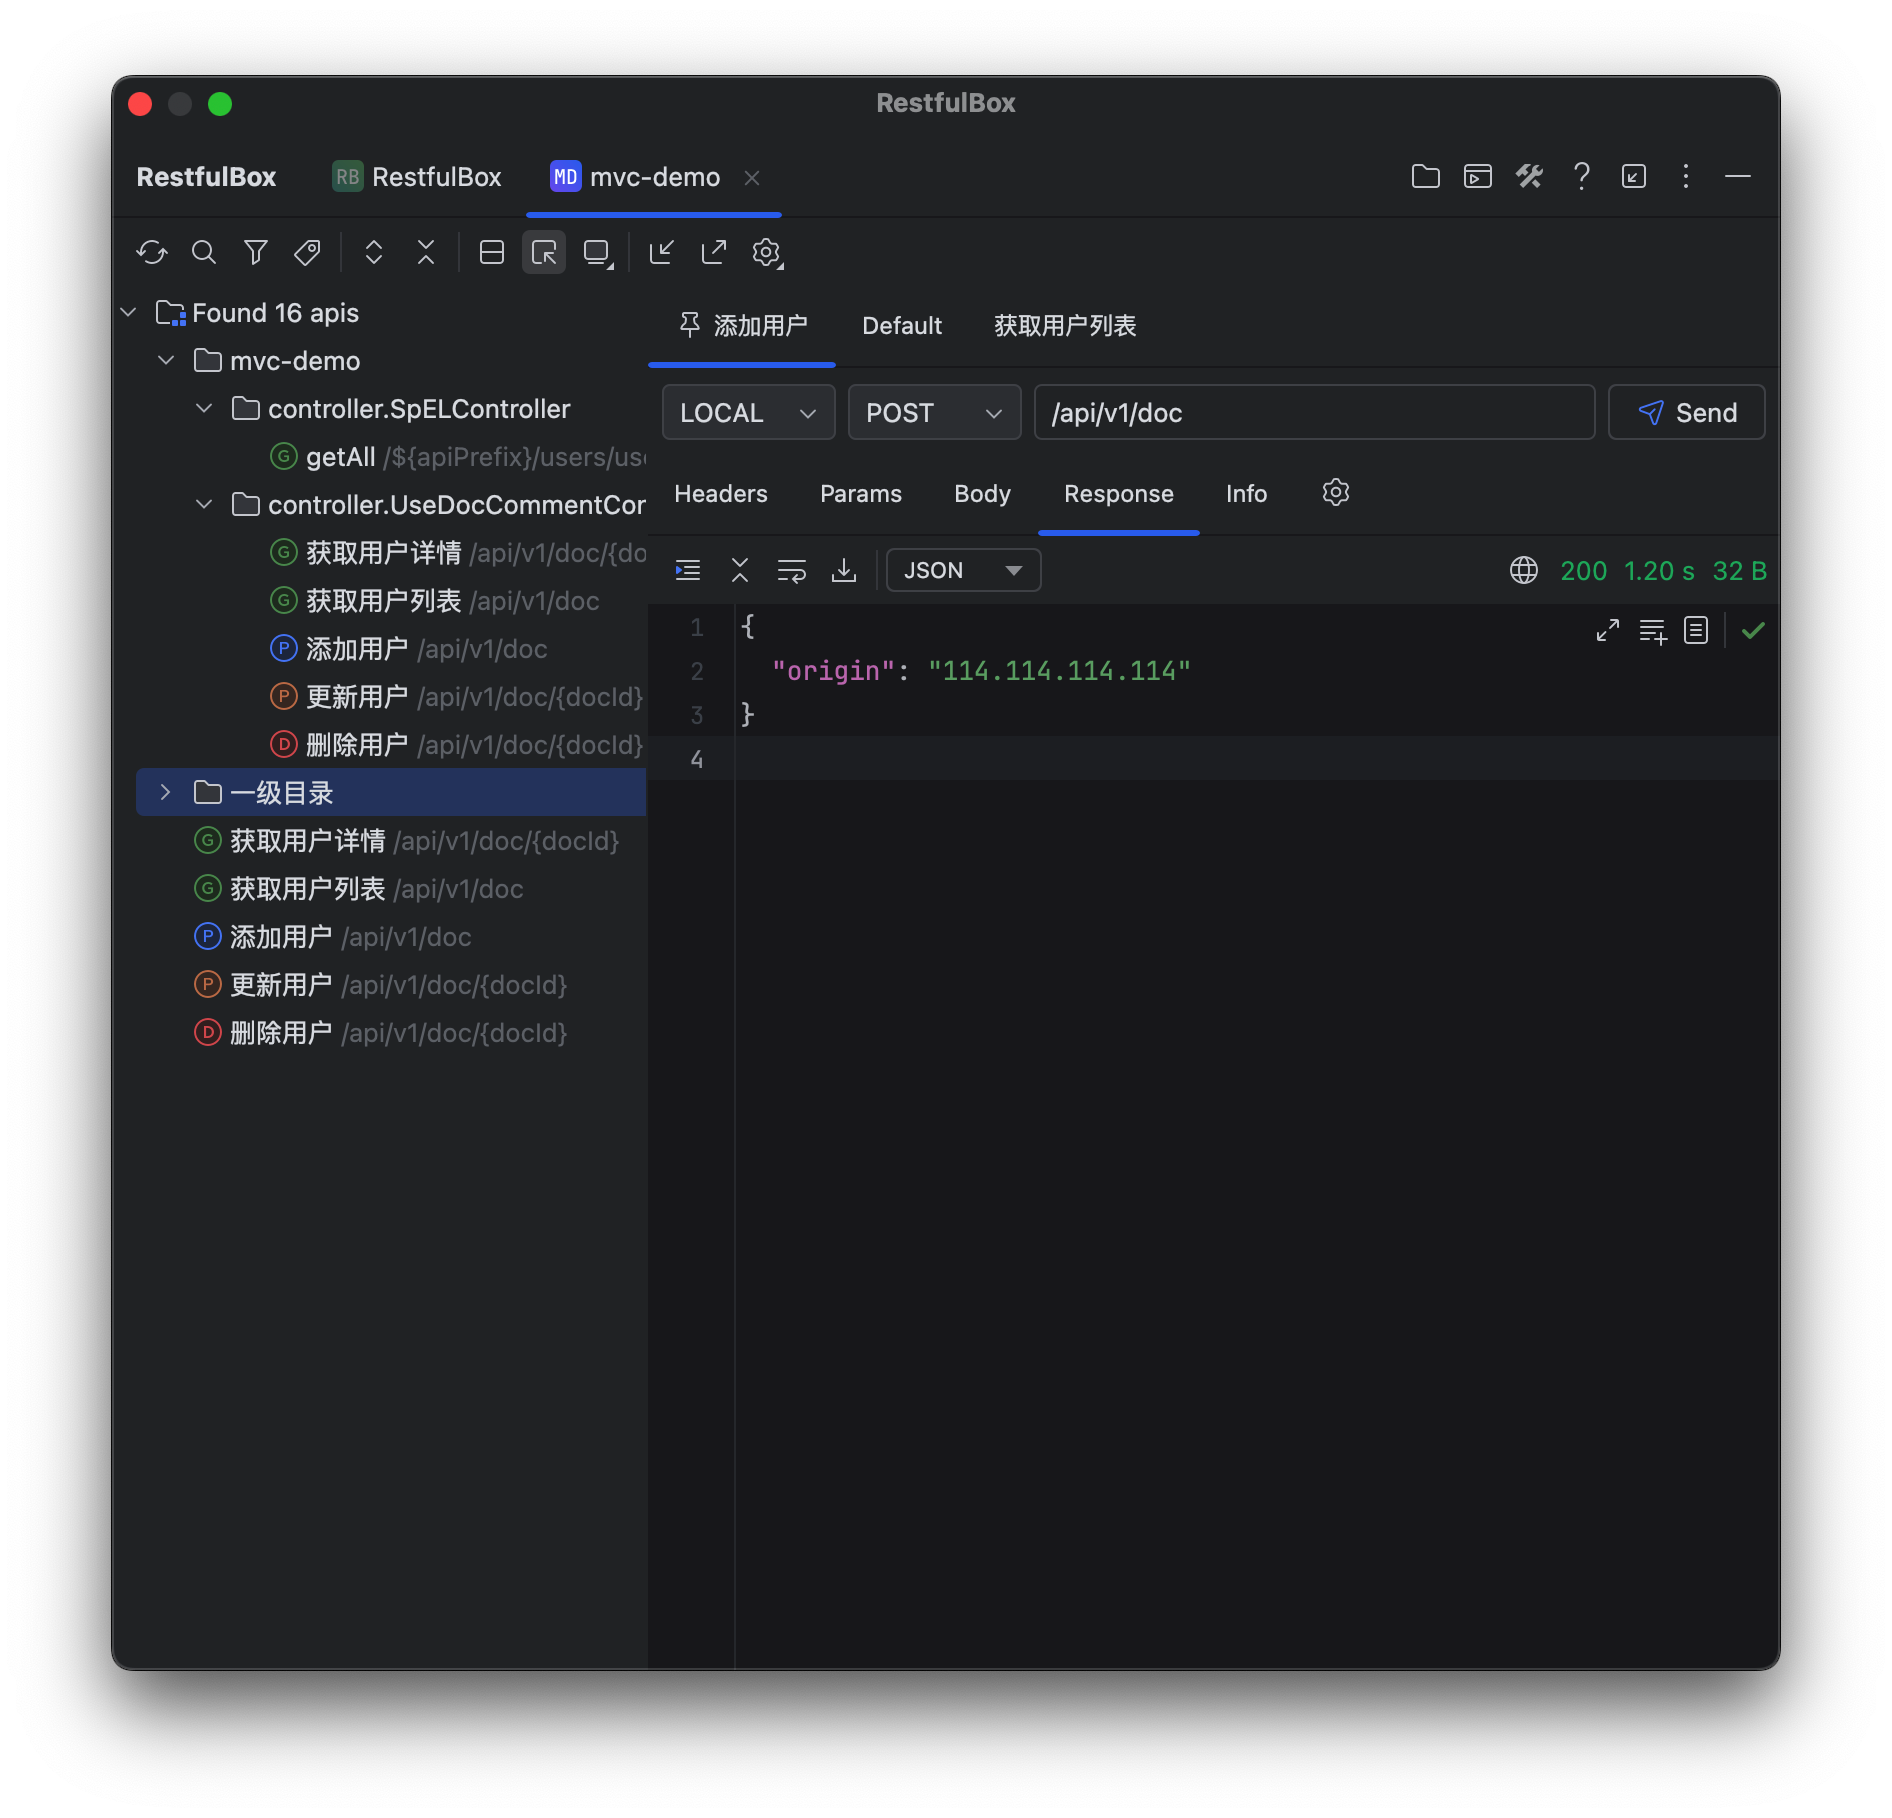 RestfulBox
RestfulBox RB RestfulBox MD mvc-demo
Found 16 apis
mvc-demo
controller.SpELController
G getAll /${apiPrefix}/users/us
controller.UseDocCommentCor
G 获取用户详情 /api/v1/doc/{do
G 获取用户列表 /api/v1/doc
P 添加用户 /api/v1/doc
P 更新用户 /api/v1/doc/{docId}
D 删除用户 /api/v1/doc/{docId}
一级目录
G 获取用户详情 /api/v1/doc/{docId}
G 获取用户列表 /api/v1/doc
P 添加用户 /api/v1/doc
P 更新用户 /api/v1/doc/{docId}
D 删除用户 /api/v1/doc/{docId}
添加用户 Default 获取用户列表
LOCAL POST /api/v1/doc Send
Headers Params Body Response Info
JSON 200 1.20 s 32 B
1 {
2 "origin": "114.114.114.114"
3 }
4